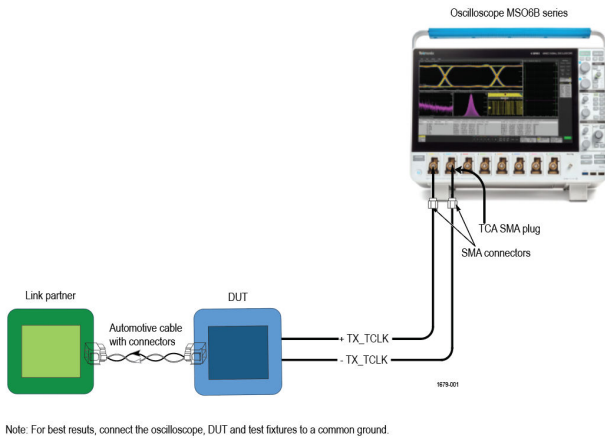 Oscilloscope MSO6B series
Tektronix
TCA SMA plug
SMA connectors
Link partner
DUT
Automotive cable
with connectors
+ TX_TCLK
- TX_TCLK
1679-001
Note: For best resuts, connect the oscilloscope, DUT and test fixtures to a common ground.